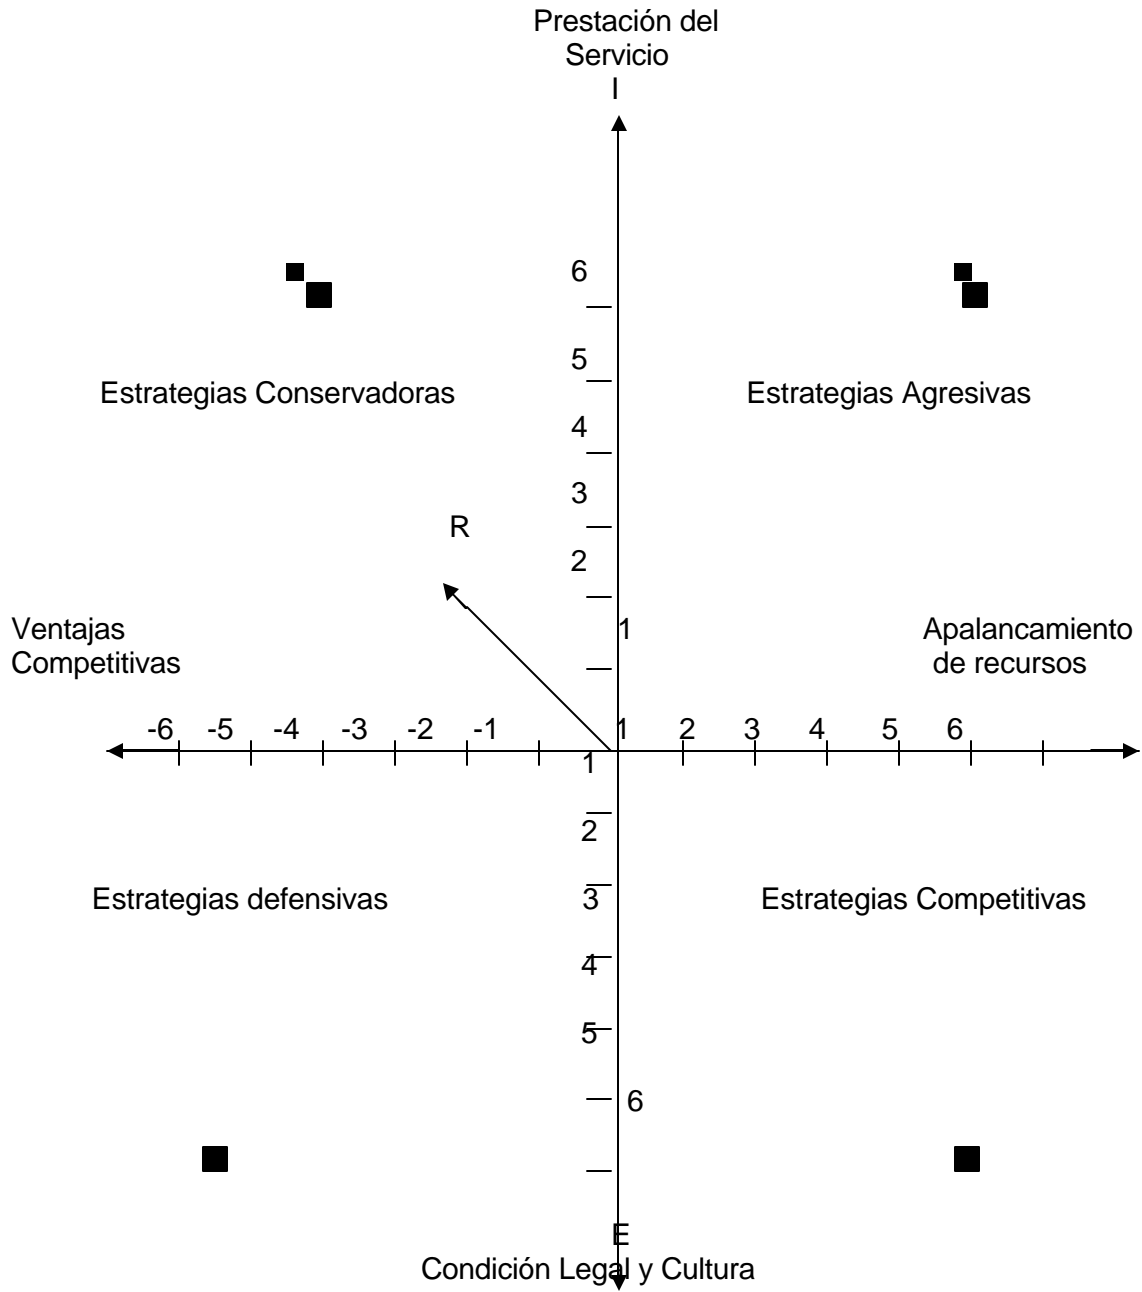 Prestación del
Servicio
I
6
5
Estrategias Conservadoras
Estrategias Agresivas
4
3
R
2
Ventajas
Competitivas
1
Apalancamiento
de recursos
-6 -5 -4 -3 -2 -1 1 2 3 4 5 6
1
2
Estrategias defensivas
3
Estrategias Competitivas
4
5
6
E
Condición Legal y Cultura